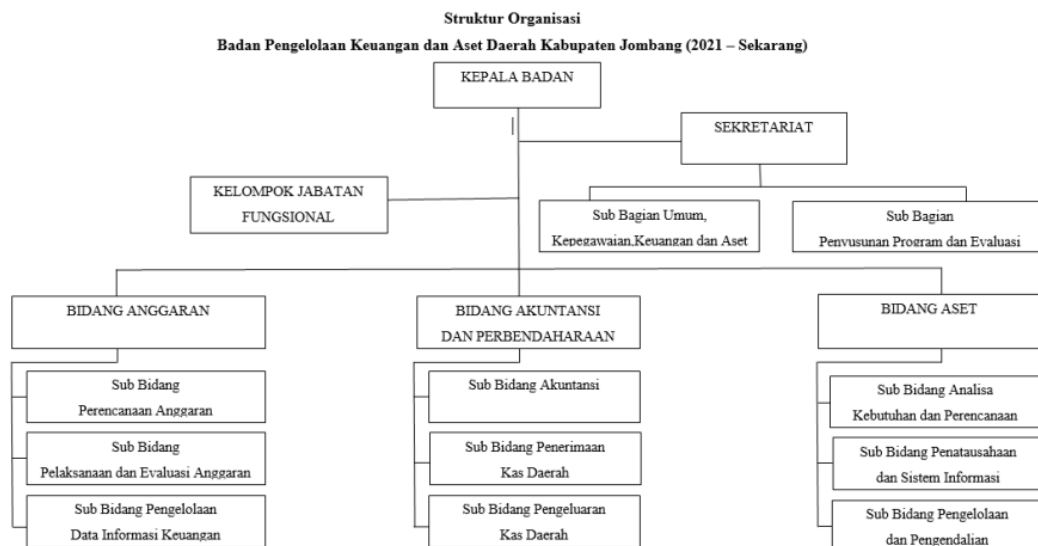 Struktur Organisasi
Badan Pengelolaan Keuangan dan Aset Daerah Kabupaten Jombang (2021 – Sekarang)
KEPALA BADAN
SEKRETARIAT
KELOMPOK JABATAN
FUNGSIONAL
Sub Bagian Umum,
Kepegawaian,Keuangan dan Aset
Sub Bagian
Penyusunan Program dan Evaluasi
BIDANG ANGGARAN
Sub Bidang
Perencanaan Anggaran
Sub Bidang
Pelaksanaan dan Evaluasi Anggaran
Sub Bidang Pengelolaan
Data Informasi Keuangan
BIDANG AKUNTANSI
DAN PERBENDAHARAAN
Sub Bidang Akuntansi
Sub Bidang Penerimaan
Kas Daerah
Sub Bidang Pengeluaran
Kas Daerah
BIDANG ASET
Sub Bidang Analisa
Kebutuhan dan Perencanaan
Sub Bidang Penatausahaan
dan Sistem Informasi
Sub Bidang Pengelolaan
dan Pengendalian